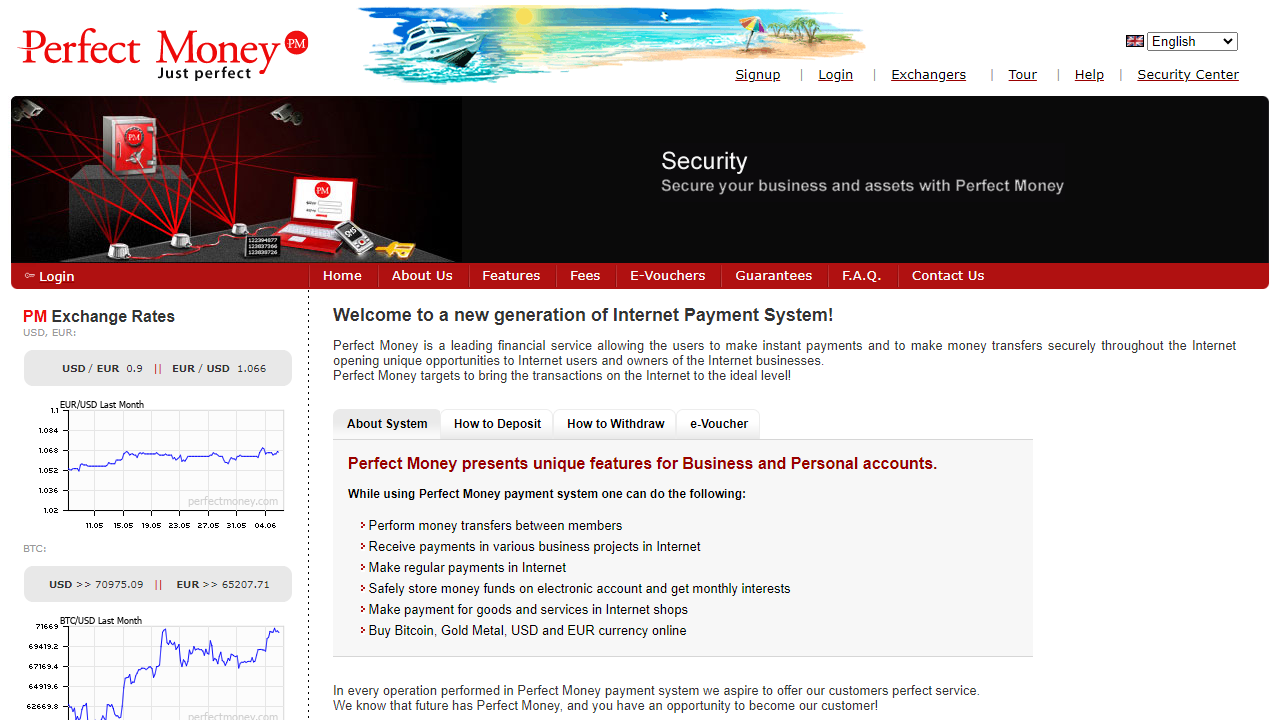 Perfect Money PM
Just perfect
English
Signup | Login | Exchangers | Tour | Help | Security Center
PM
PM
SMS
123394877
Security
Secure your business and assets with Perfect Money
Login
Home About Us Features Fees E-Vouchers Guarantees F.A.Q. Contact Us
PM Exchange Rates
USD, EUR:
USD / EUR 0.9 || EUR / USD 1.066
EUR/USD Last Month
1.1
1.084
1.068
1.052
1.036
1.02
perfectmoney.com
11.05 15.05 19.05 23.05 27.05 31.05 04.06
BTC:
USD >> 70975.09 || EUR >> 65207.71
BTC/USD Last Month
71669
69419.2
67169.4
64919.6
62669.8
perfectmoney.com
Welcome to a new generation of Internet Payment System!
Perfect Money is a leading financial service allowing the users to make instant payments and to make money transfers securely throughout the Internet
opening unique opportunities to Internet users and owners of the Internet businesses.
Perfect Money targets to bring the transactions on the Internet to the ideal level!
About System How to Deposit How to Withdraw e-Voucher
Perfect Money presents unique features for Business and Personal accounts.
While using Perfect Money payment system one can do the following:
Perform money transfers between members
Receive payments in various business projects in Internet
Make regular payments in Internet
Safely store money funds on electronic account and get monthly interests
Make payment for goods and services in Internet shops
Buy Bitcoin, Gold Metal, USD and EUR currency online
In every operation performed in Perfect Money payment system we aspire to offer our customers perfect service.
We know that future has Perfect Money, and you have an opportunity to become our customer!